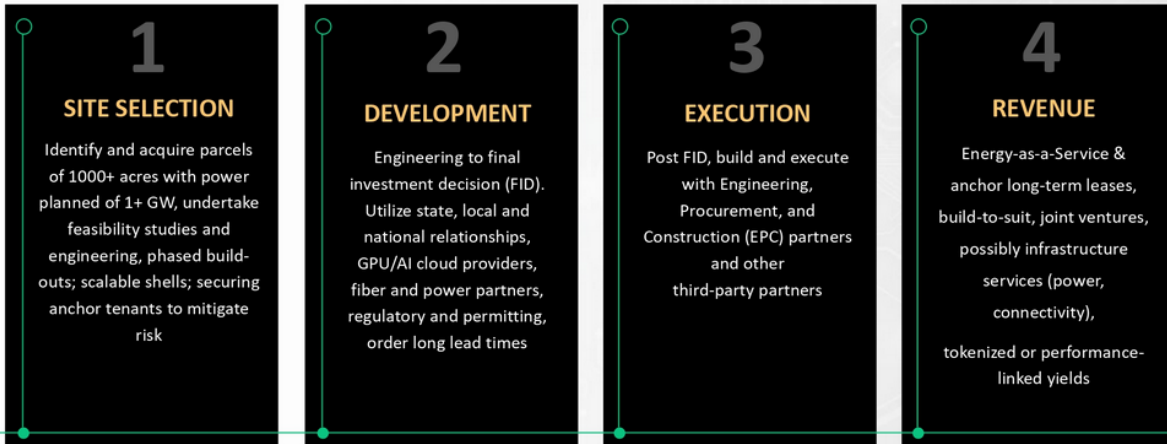 1
SITE SELECTION
Identify and acquire parcels
of 1000+ acres with power
planned of 1+ GW, undertake
feasibility studies and
engineering, phased build-
outs; scalable shells; securing
anchor tenants to mitigate
risk
2
DEVELOPMENT
Engineering to final
investment decision (FID).
Utilize state, local and
national relationships,
GPU/AI cloud providers,
fiber and power partners,
regulatory and permitting,
order long lead times
3
EXECUTION
Post FID, build and execute
with Engineering,
Procurement, and
Construction (EPC) partners
and other
third-party partners
4
REVENUE
Energy-as-a-Service &
anchor long-term leases,
build-to-suit, joint ventures,
possibly infrastructure
services (power,
connectivity),
tokenized or performance-
linked yields